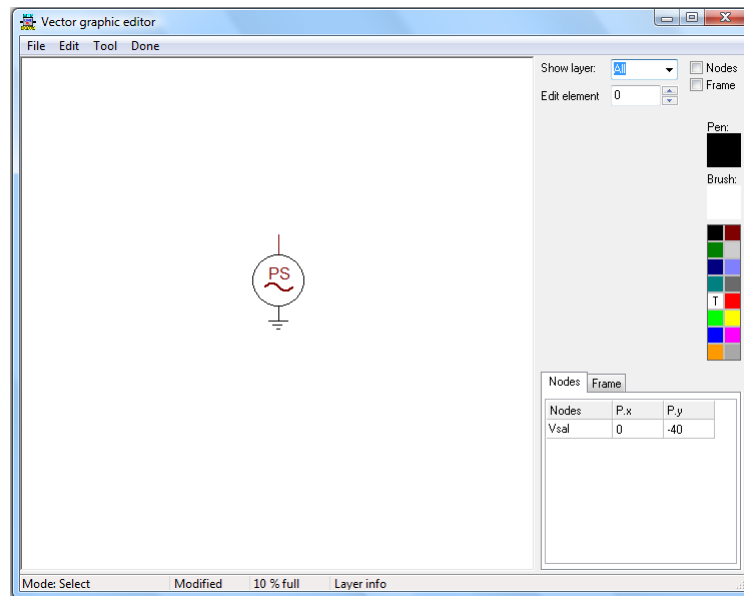 Vector graphic editor
File Edit Tool Done
Show layer: All Nodes
Frame
Edit element 0
Pen:
Brush:
PS
T
Nodes Frame
Nodes P.x P.y
Vsal 0 -40
Mode: Select Modified 10 % full Layer info